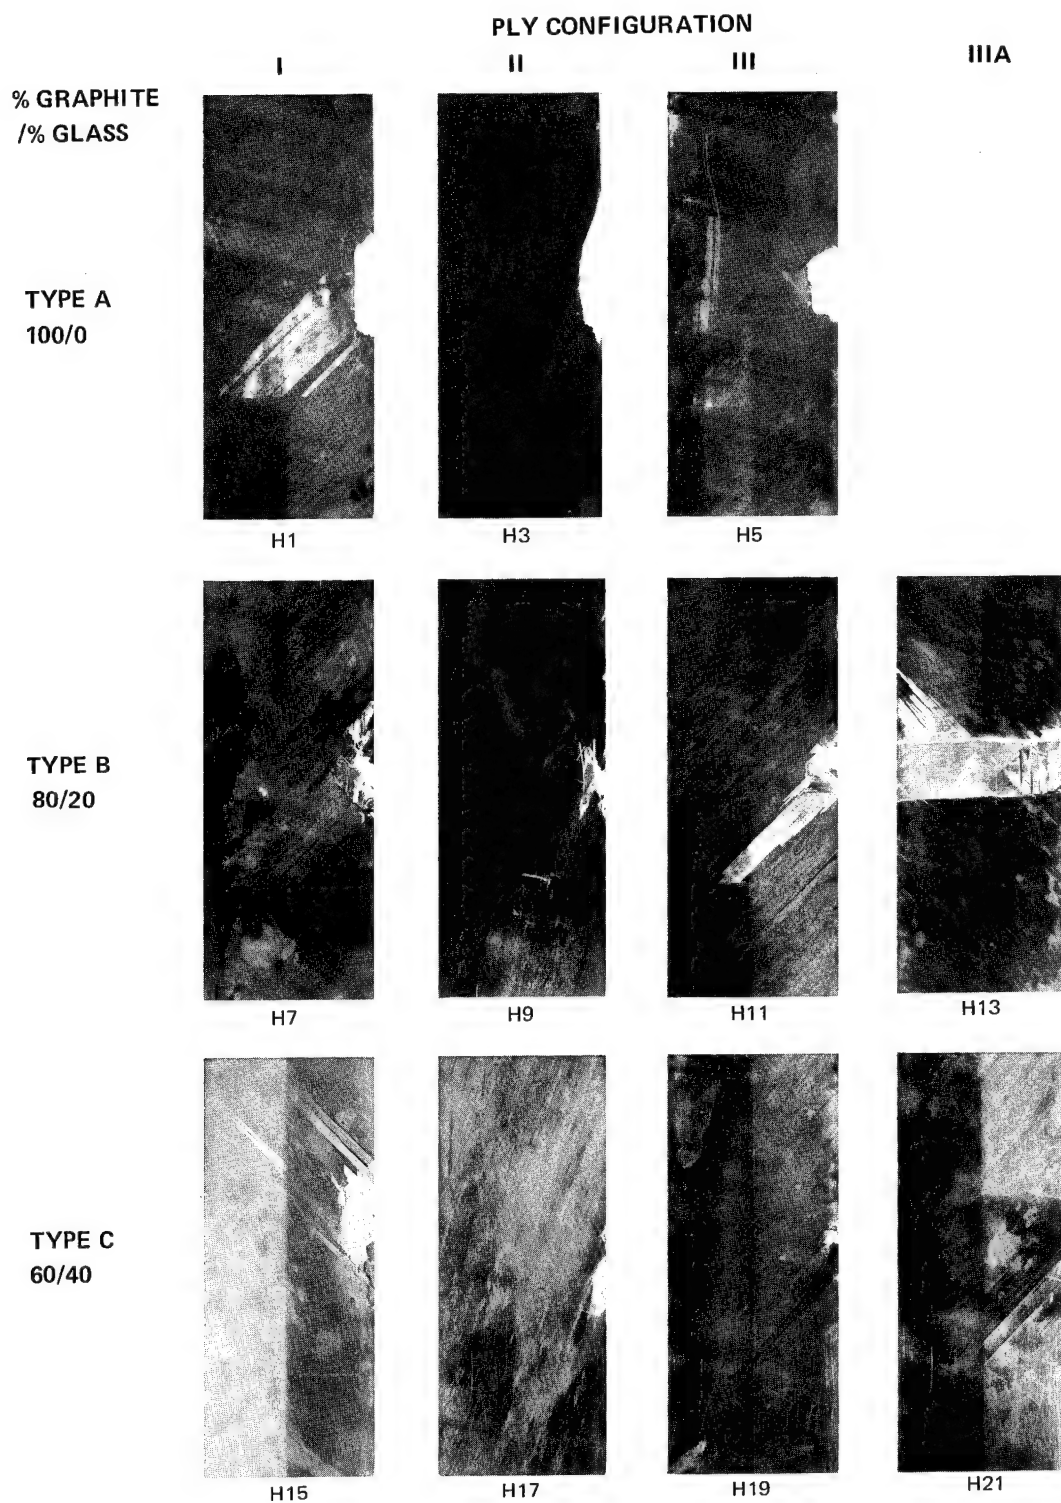 PLY CONFIGURATION
I II III IIIA
% GRAPHITE
/% GLASS
TYPE A
100/0
H1 H3 H5
TYPE B
80/20
H7 H9 H11 H13
TYPE C
60/40
H15 H17 H19 H21